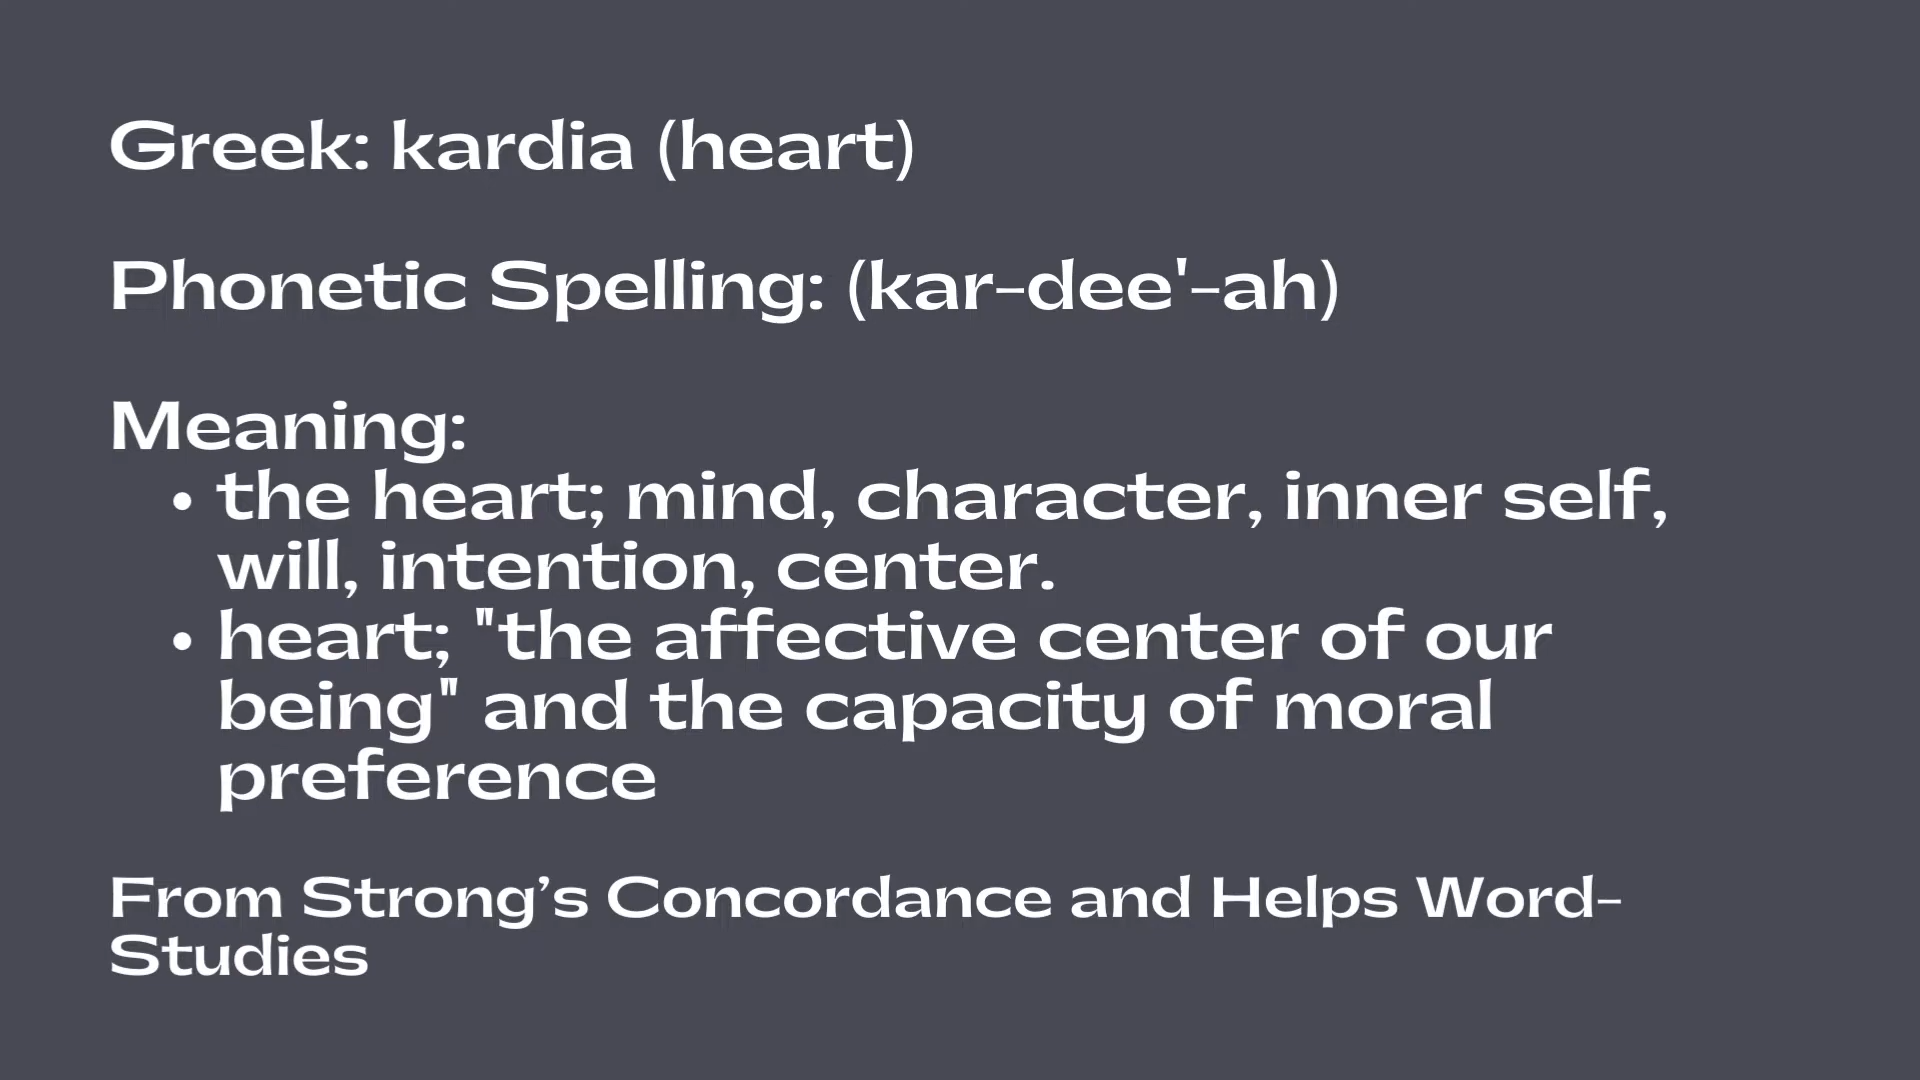 Greek: kardia (heart)
Phonetic Spelling: (kar-dee'-ah)
Meaning:
• the heart; mind, character, inner self,
will, intention, center.
• heart; "the affective center of our
being" and the capacity of moral
preference
From Strong’s Concordance and Helps Word-
Studies